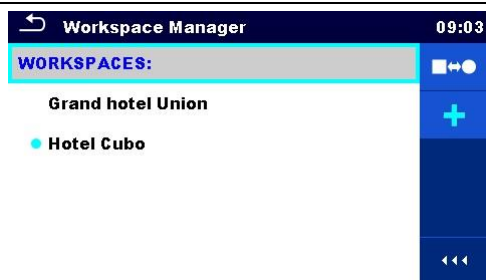 Workspace Manager 09:03
WORKSPACES:
Grand hotel Union
Hotel Cubo